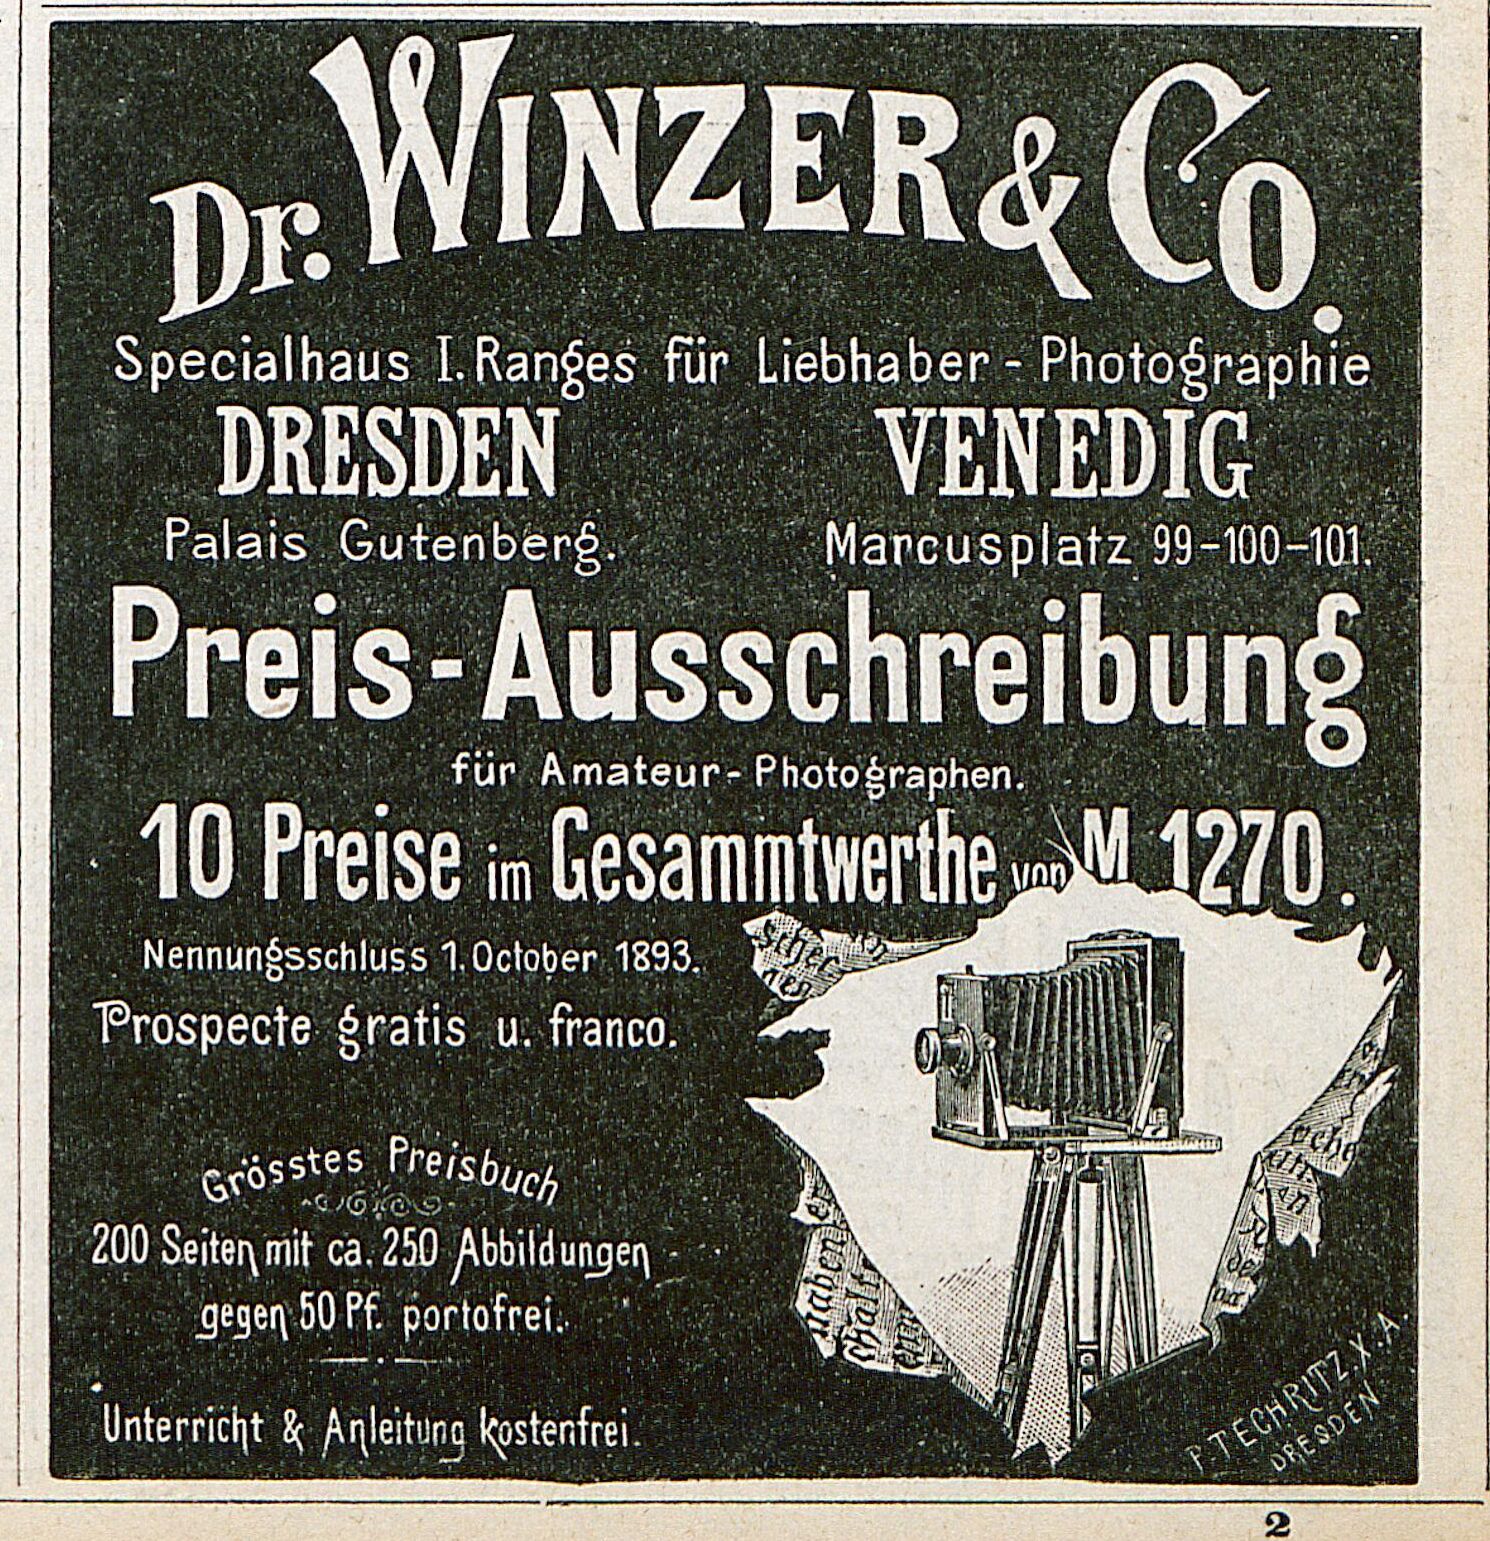 Dr. WINZER & Co.
Specialhaus I. Ranges für Liebhaber-Photographie
DRESDEN VENEDIG
Palais Gutenberg. Marcusplatz 99-100-101.
Preis-Ausschreibung
für Amateur-Photographen.
10 Preise im Gesammtwerthe von M 1270.
Nennungsschluss 1. October 1893.
Prospecte gratis u. franco.
Grösstes Preisbuch
200 Seiten mit ca. 250 Abbildungen
gegen 50 Pf. portofrei.
Unterricht & Anleitung kostenfrei.
haben
P. TECHRITZ. X. A.
DRESDEN
2